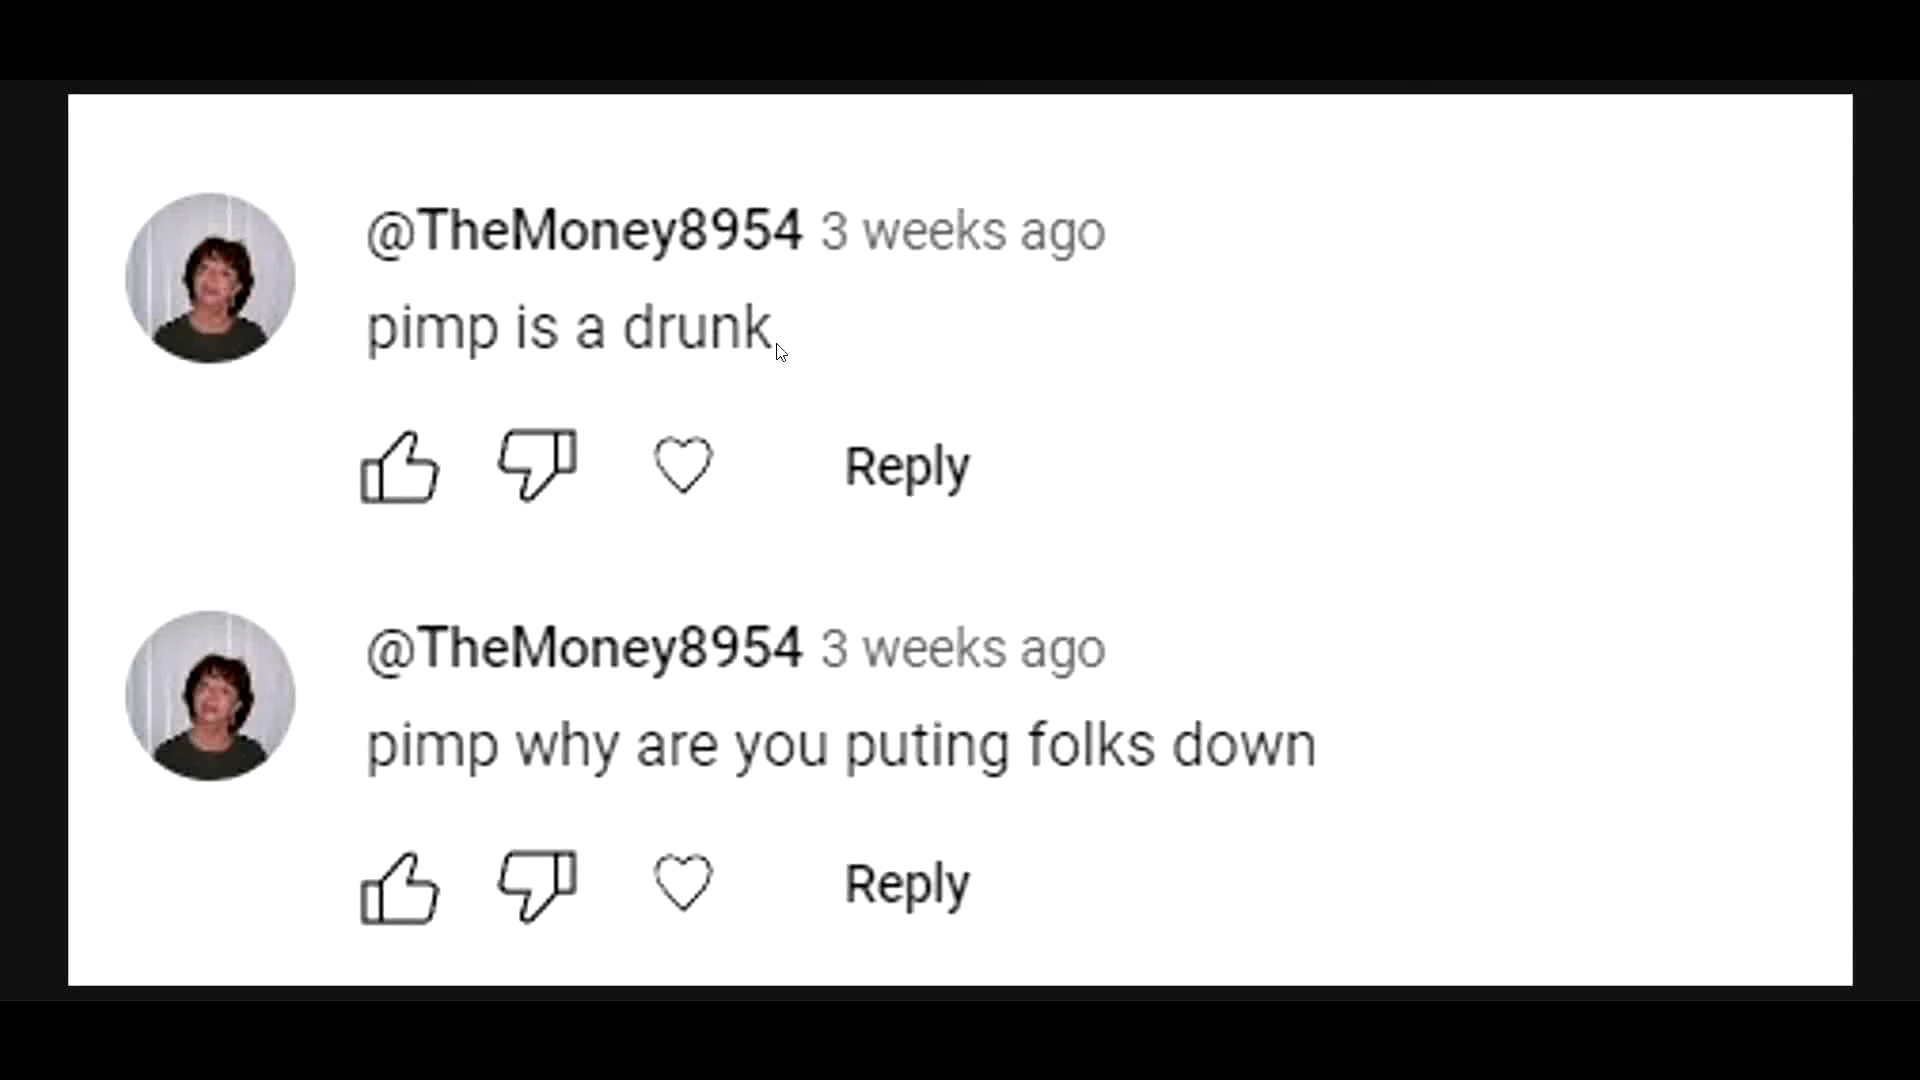 @TheMoney8954 3 weeks ago
pimp is a drunk
Reply
@TheMoney8954 3 weeks ago
pimp why are you puting folks down
Reply